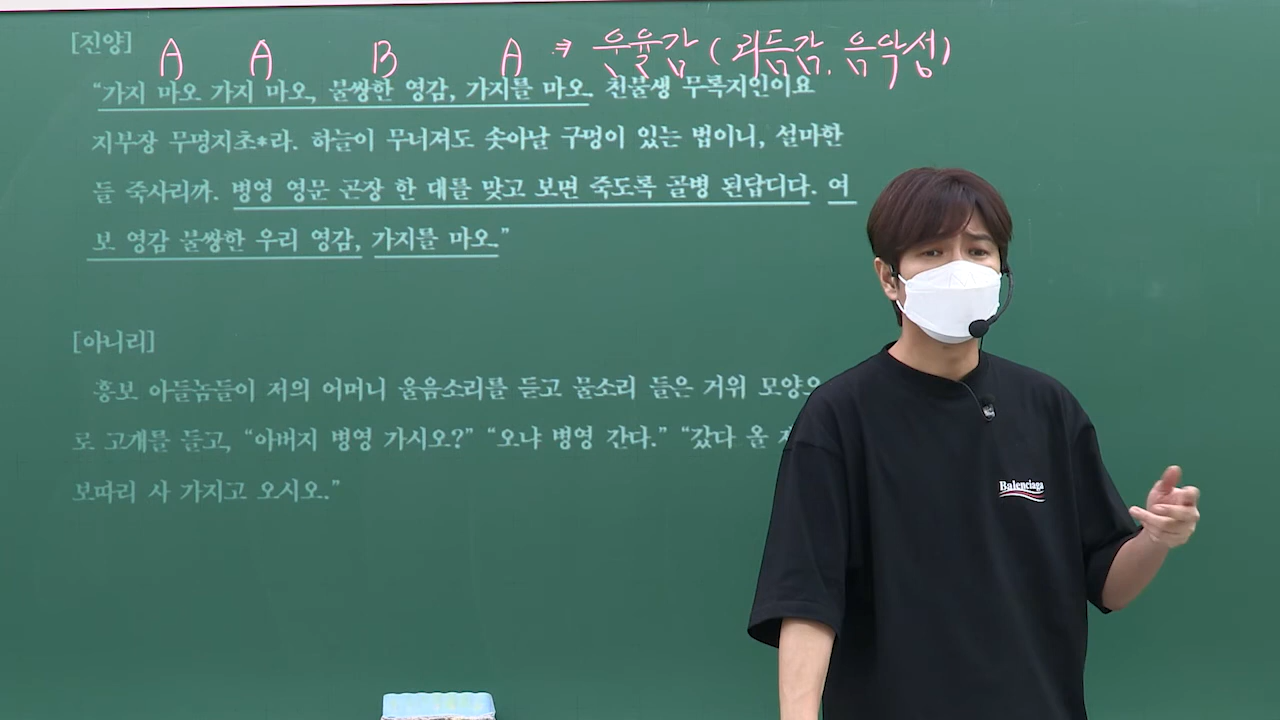 [진양] A A B A ⇒ 운율감 (리듬감, 음악성)
“가지 마오 가지 마오, 불쌍한 영감, 가지를 마오. 천불생 무록지인이요
지부장 무명지초*라. 하늘이 무너져도 솟아날 구멍이 있는 법이니, 설마한
들 죽사리까. 병영 영문 곤장 한 대를 맞고 보면 죽도록 골병 된답디다. 여
보 영감 불쌍한 우리 영감, 가지를 마오.”
[아니리]
흥보 아들놈들이 저의 어머니 울음소리를 듣고 물소리 들은 거위 모양으
로 고개를 들고, “아버지 병영 가시오?” “오냐 병영 간다.” “갔다 올
보따리 사 가지고 오시오..”
Balenciaga